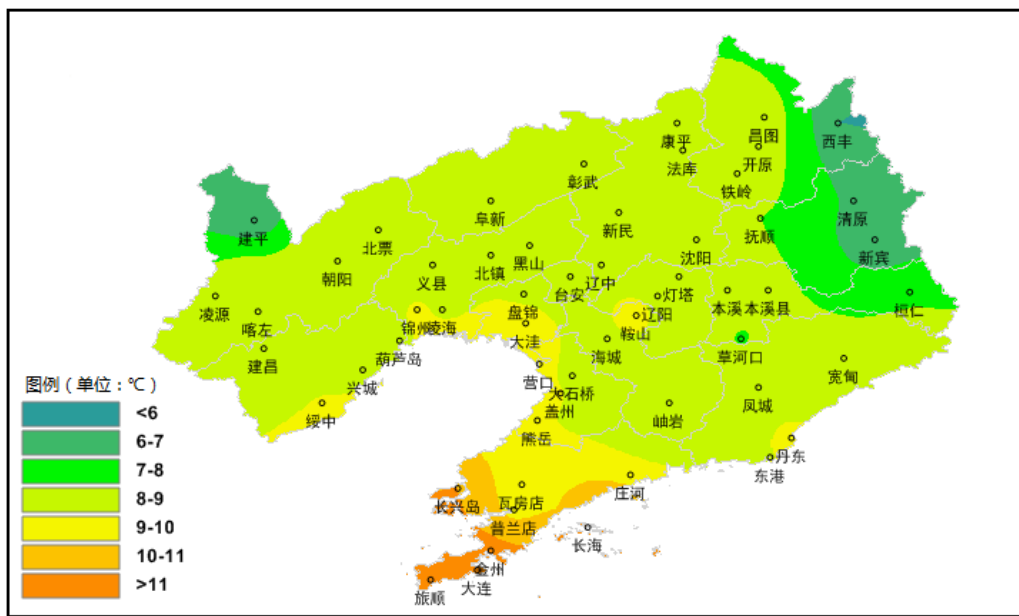 康平
昌图
西丰
法库
开原
彰武
铁岭
阜新
清原
新民
抚顺
建平
北票
沈阳
新宾
朝阳
义县
北镇
黑山
台安
辽中
凌源
喀左
锦州
凌海
盘锦
灯塔
本溪
本溪县
桓仁
大洼
鞍山
辽阳
建昌
葫芦岛
海城
草河口
兴城
营口
大石桥
宽甸
图例(单位:℃)
<6
6-7
7-8
8-9
9-10
10-11
>11
绥中
盖州
岫岩
凤城
熊岳
丹东
东港
长兴岛
瓦房店
庄河
普兰店
长海
金州
大连
旅顺